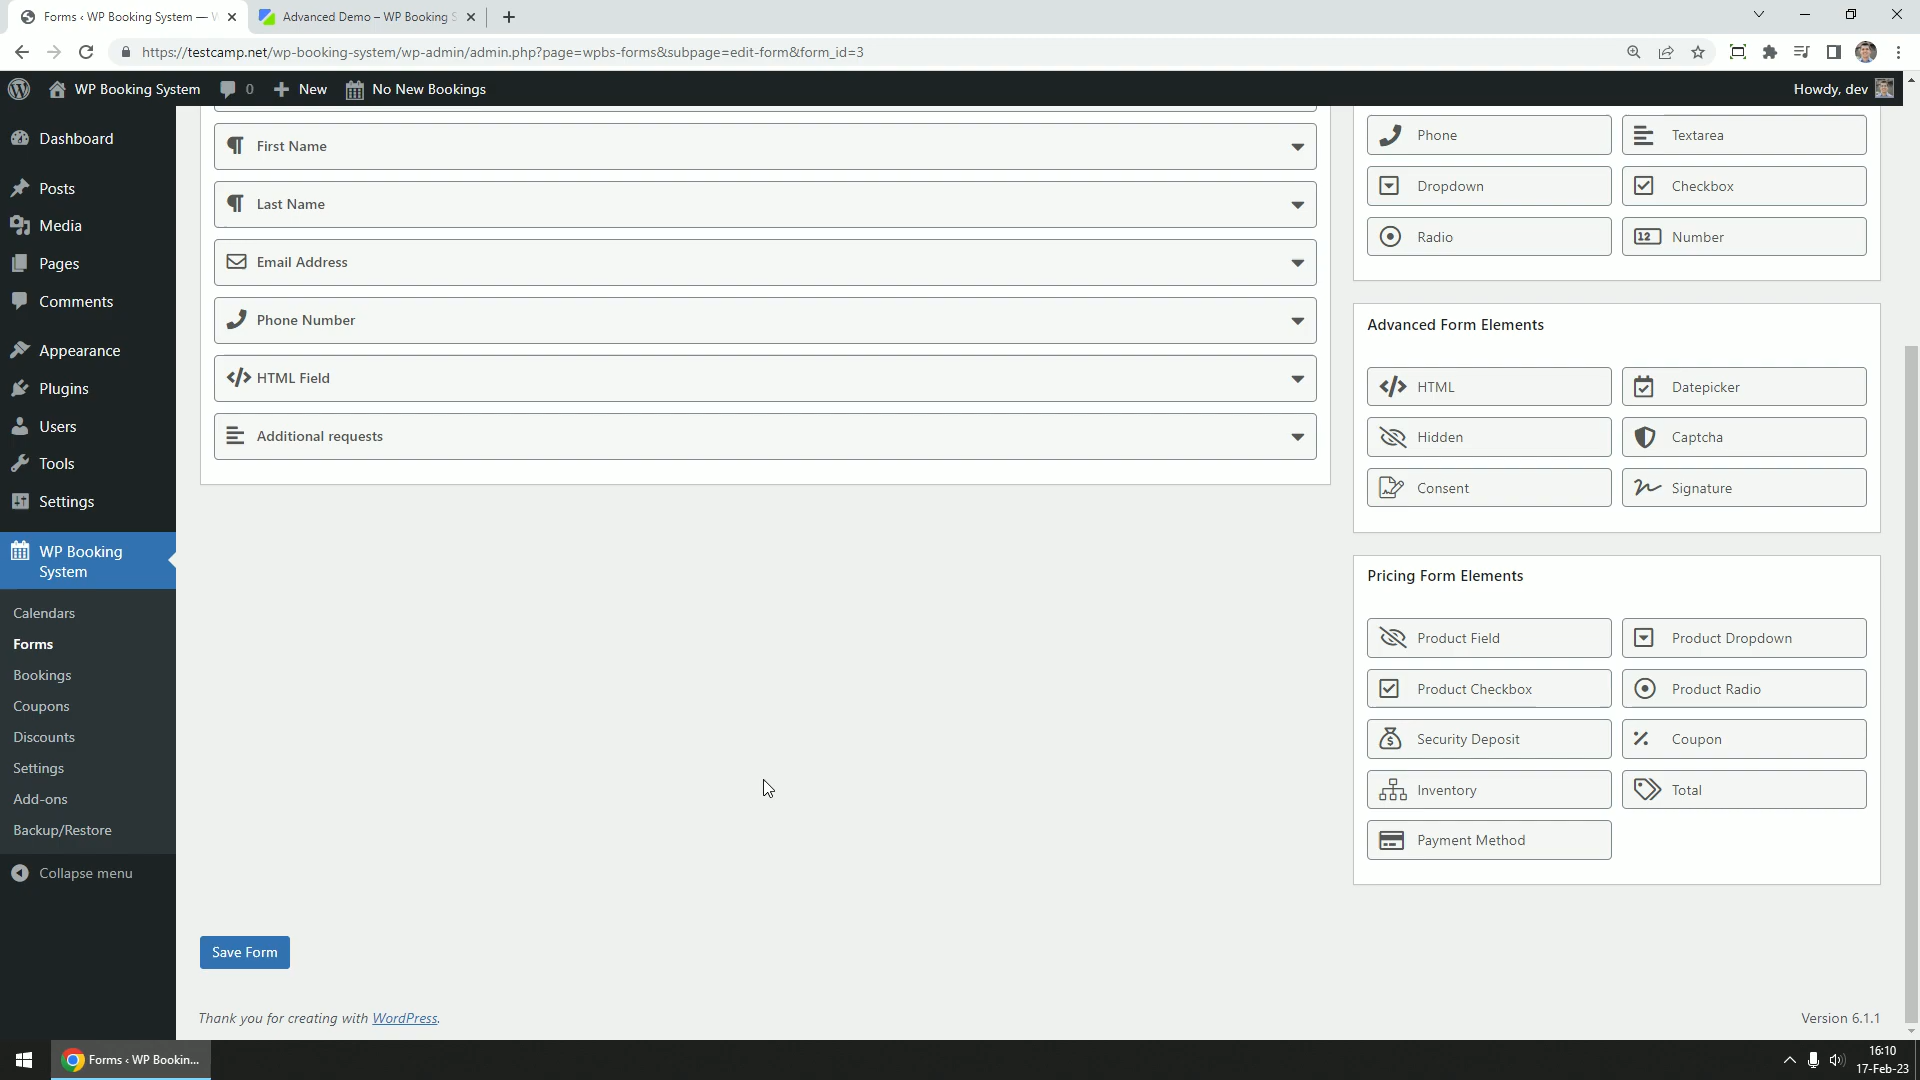 Forms ‹ WP Booking System — W
Advanced Demo – WP Booking S
https://testcamp.net/wp-booking-system/wp-admin/admin.php?page=wpbs-forms&subpage=edit-form&form_id=3
WP Booking System
0
New
No New Bookings
Howdy, dev
Dashboard
Posts
Media
Pages
Comments
Appearance
Plugins
Users
Tools
Settings
WP Booking
System
Calendars
Forms
Bookings
Coupons
Discounts
Settings
Add-ons
Backup/Restore
Collapse menu
First Name
Last Name
Email Address
Phone Number
HTML Field
Additional requests
Phone
Textarea
Dropdown
Checkbox
Radio
12
Number
Advanced Form Elements
HTML
Datepicker
Hidden
Captcha
Consent
Signature
Pricing Form Elements
Product Field
Product Dropdown
Product Checkbox
Product Radio
Security Deposit
Coupon
Inventory
Total
Payment Method
Save Form
Thank you for creating with WordPress.
Version 6.1.1
Forms ‹ WP Bookin...
16:10
17-Feb-23